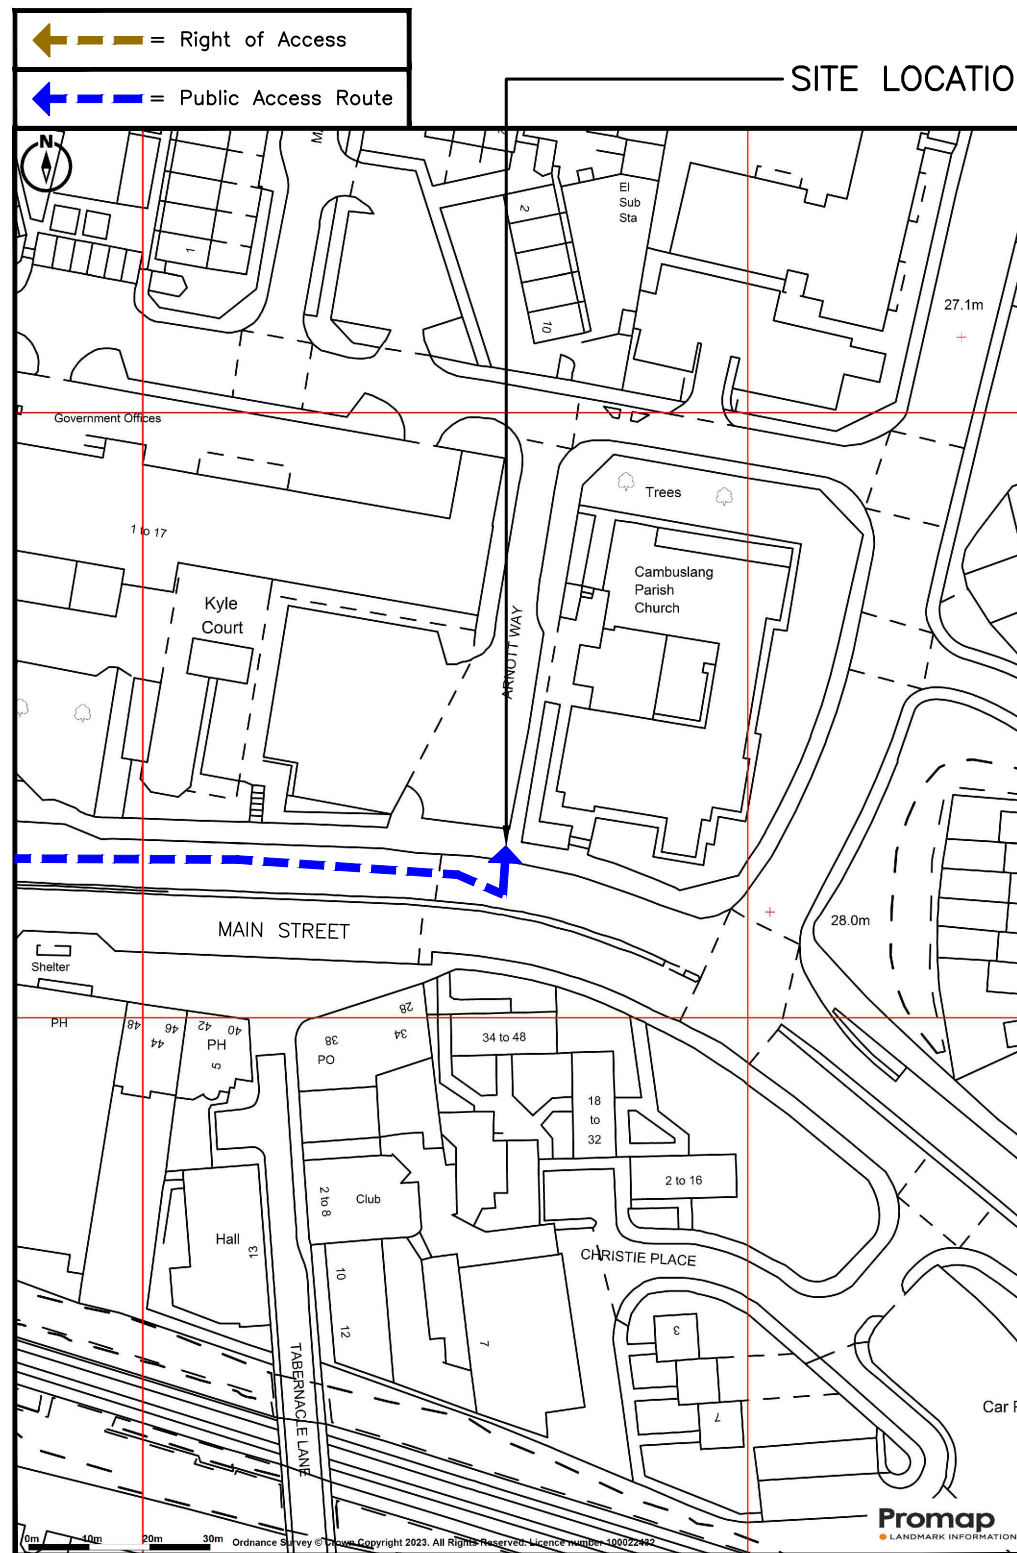 = Right of Access
= Public Access Route
SITE LOCATIO
N
El
Sub
Sta
2
1
10
27.1m
Government Offices
Trees
1 to 17
Cambuslang
Parish
Church
Kyle
Court
ARNOTT WAY
28.0m
MAIN STREET
Shelter
PH
48
46
44
42
40
PH
5
38
PO
28
34
34 to 48
18
to
32
2 to 16
2 to 8
Club
Hall
13
CHRISTIE PLACE
10
12
7
3
7
TABERNACLE LANE
Car
Promap
LANDMARK INFORMATION
0m 10m 20m 30m
Ordnance Survey © Crown Copyright 2023. All Rights Reserved. Licence number 100022432